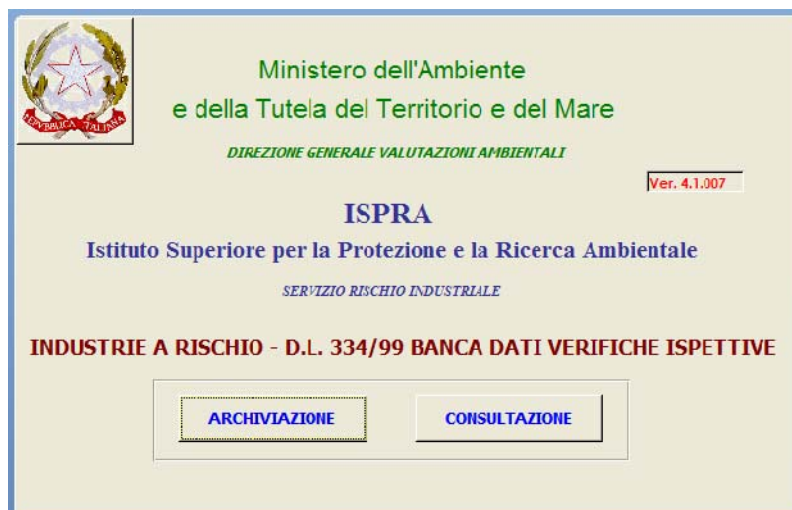 REPVBBLICA ITALIANA
Ministero dell'Ambiente
e della Tutela del Territorio e del Mare
DIREZIONE GENERALE VALUTAZIONI AMBIENTALI
Ver. 4.1.007
ISPRA
Istituto Superiore per la Protezione e la Ricerca Ambientale
SERVIZIO RISCHIO INDUSTRIALE
INDUSTRIE A RISCHIO - D.L. 334/99 BANCA DATI VERIFICHE ISPETTIVE
ARCHIVIAZIONE
CONSULTAZIONE